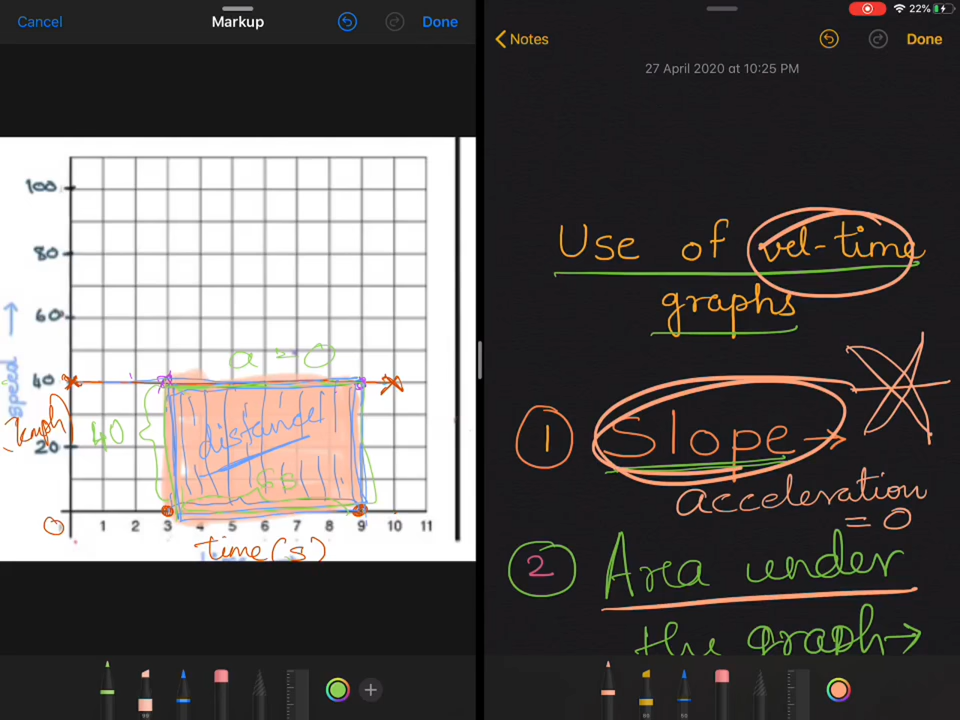 Cancel
Markup
Done
22%
Notes
Done
27 April 2020 at 10:25 PM
100
80
60
40
20
speed →
kmph)
40
a = 0
distance
0
1 2 3 4 5 6 7 8 9 10 11
time (s)
Use of vel-time
graphs
1 Slope →
acceleration
= 0
2 Area under
the graph →